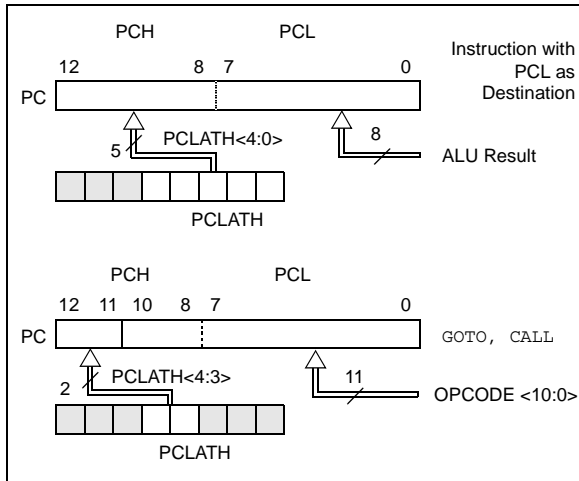 PCH PCL
12 8 7 0
Instruction with
PCL as
Destination
PC
PCLATH<4:0>
5
8
ALU Result
PCLATH
PCH PCL
12 11 10 8 7 0
PC
GOTO, CALL
PCLATH<4:3>
2
11
OPCODE <10:0>
PCLATH